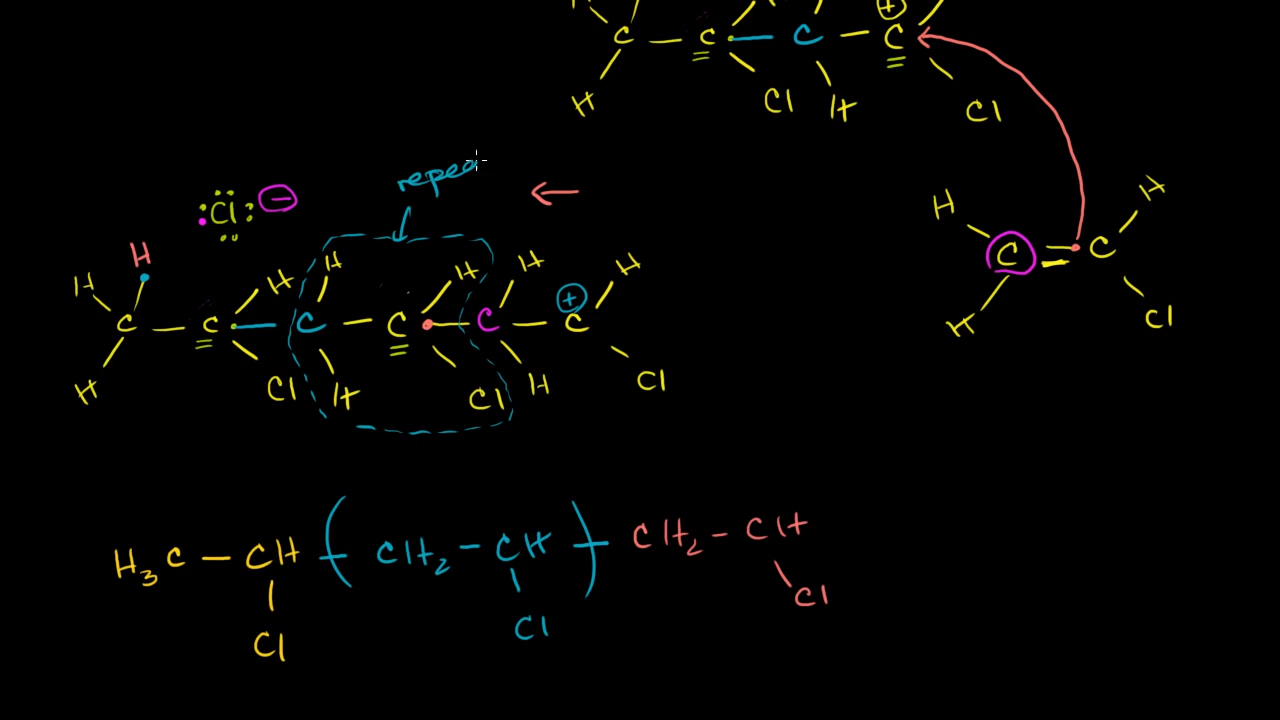 H
C — C — C — C ⊕
H Cl H Cl
repea
:Cl: ⊖
H H
H C = C
H Cl
H
H H H H H ⊕ H
C — C — C — C — C — C
H Cl H Cl H Cl
H₃C — CH ( CH₂ — CH ) CH₂ — CH
Cl Cl Cl